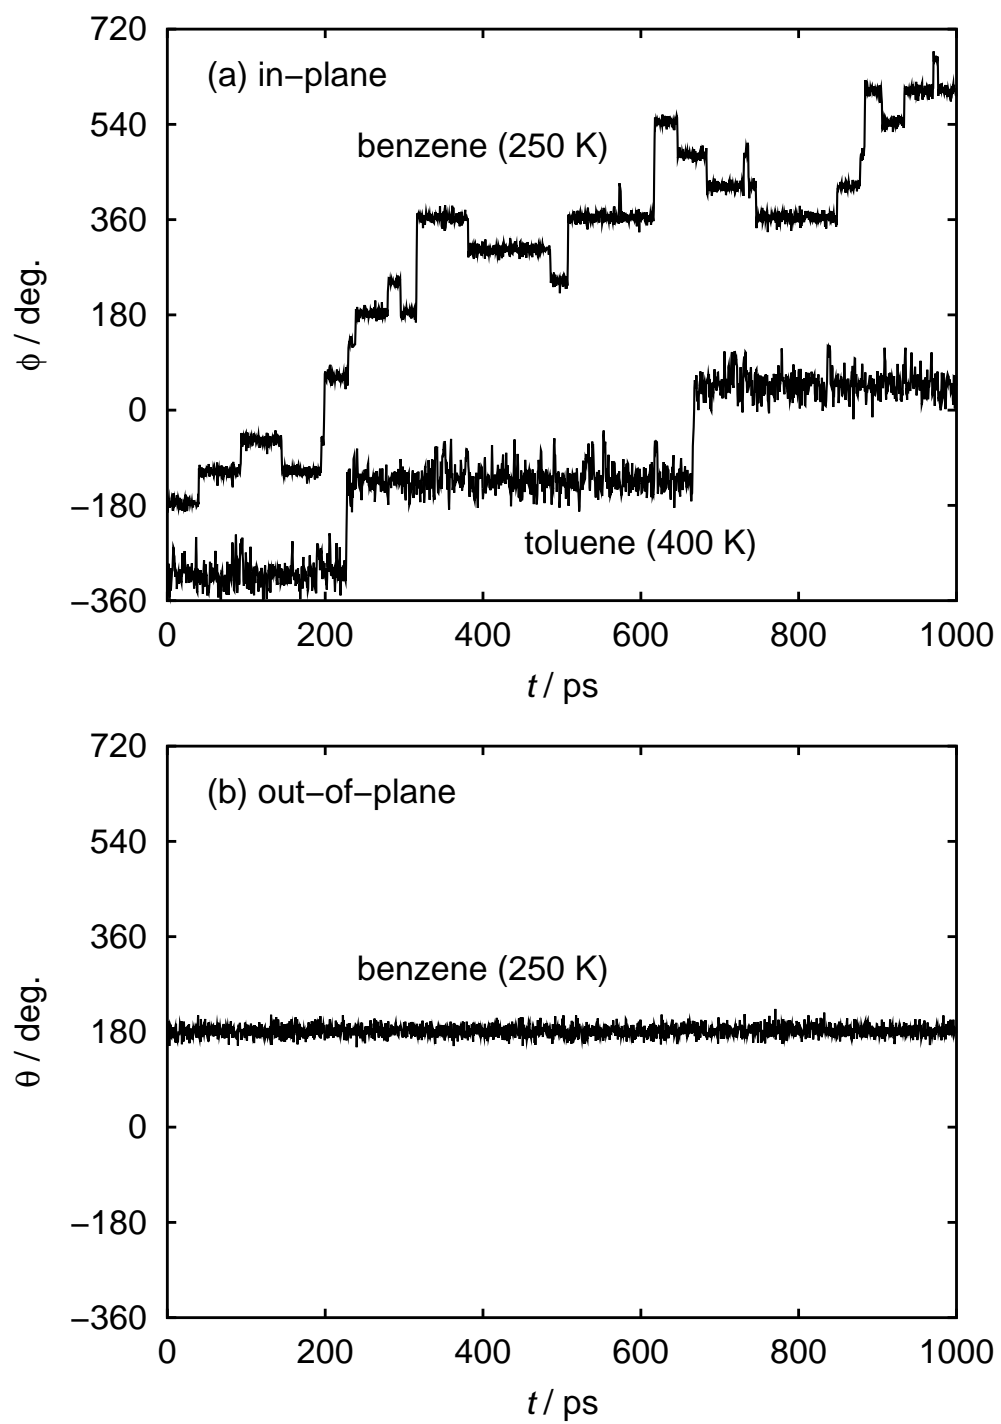 720
(a) in−plane
540
benzene (250 K)
360
180
ϕ / deg.
0
−180
toluene (400 K)
−360
0 200 400 600 800 1000
t / ps
720
(b) out−of−plane
540
360
benzene (250 K)
180
θ / deg.
0
−180
−360
0 200 400 600 800 1000
t / ps